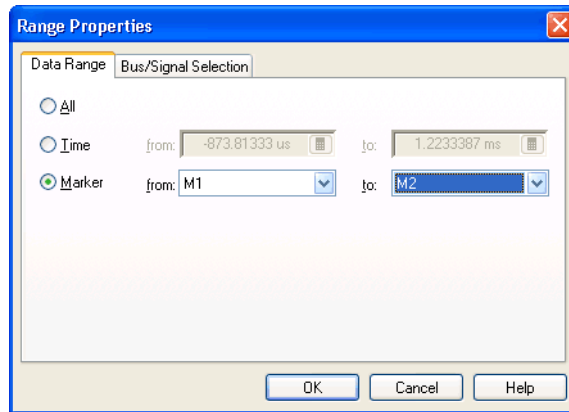 Range Properties
Data Range Bus/Signal Selection
All
Time from: -873.81333 us to: 1.2233387 ms
Marker from: M1 to: M2
OK Cancel Help